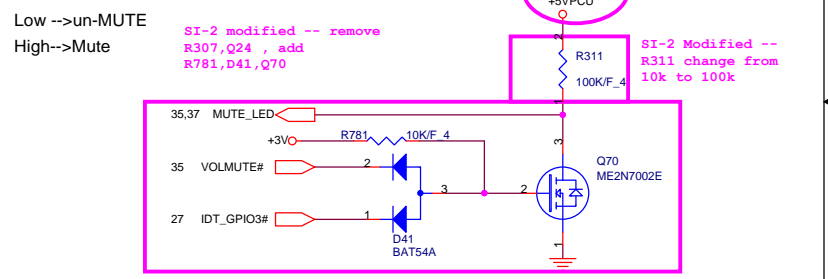 +5VPCU
Low -->un-MUTE
High-->Mute
SI-2 modified -- remove
R307,Q24 , add
R781,D41,Q70
2
R311
100K/F_4
1
SI-2 Modified --
R311 change from
10k to 100k
35,37 MUTE_LED
+3V R781 10K/F_4
3
35 VOLMUTE# 2
Q70
ME2N7002E
3 2
27 IDT_GPIO3# 1
D41
BAT54A
1